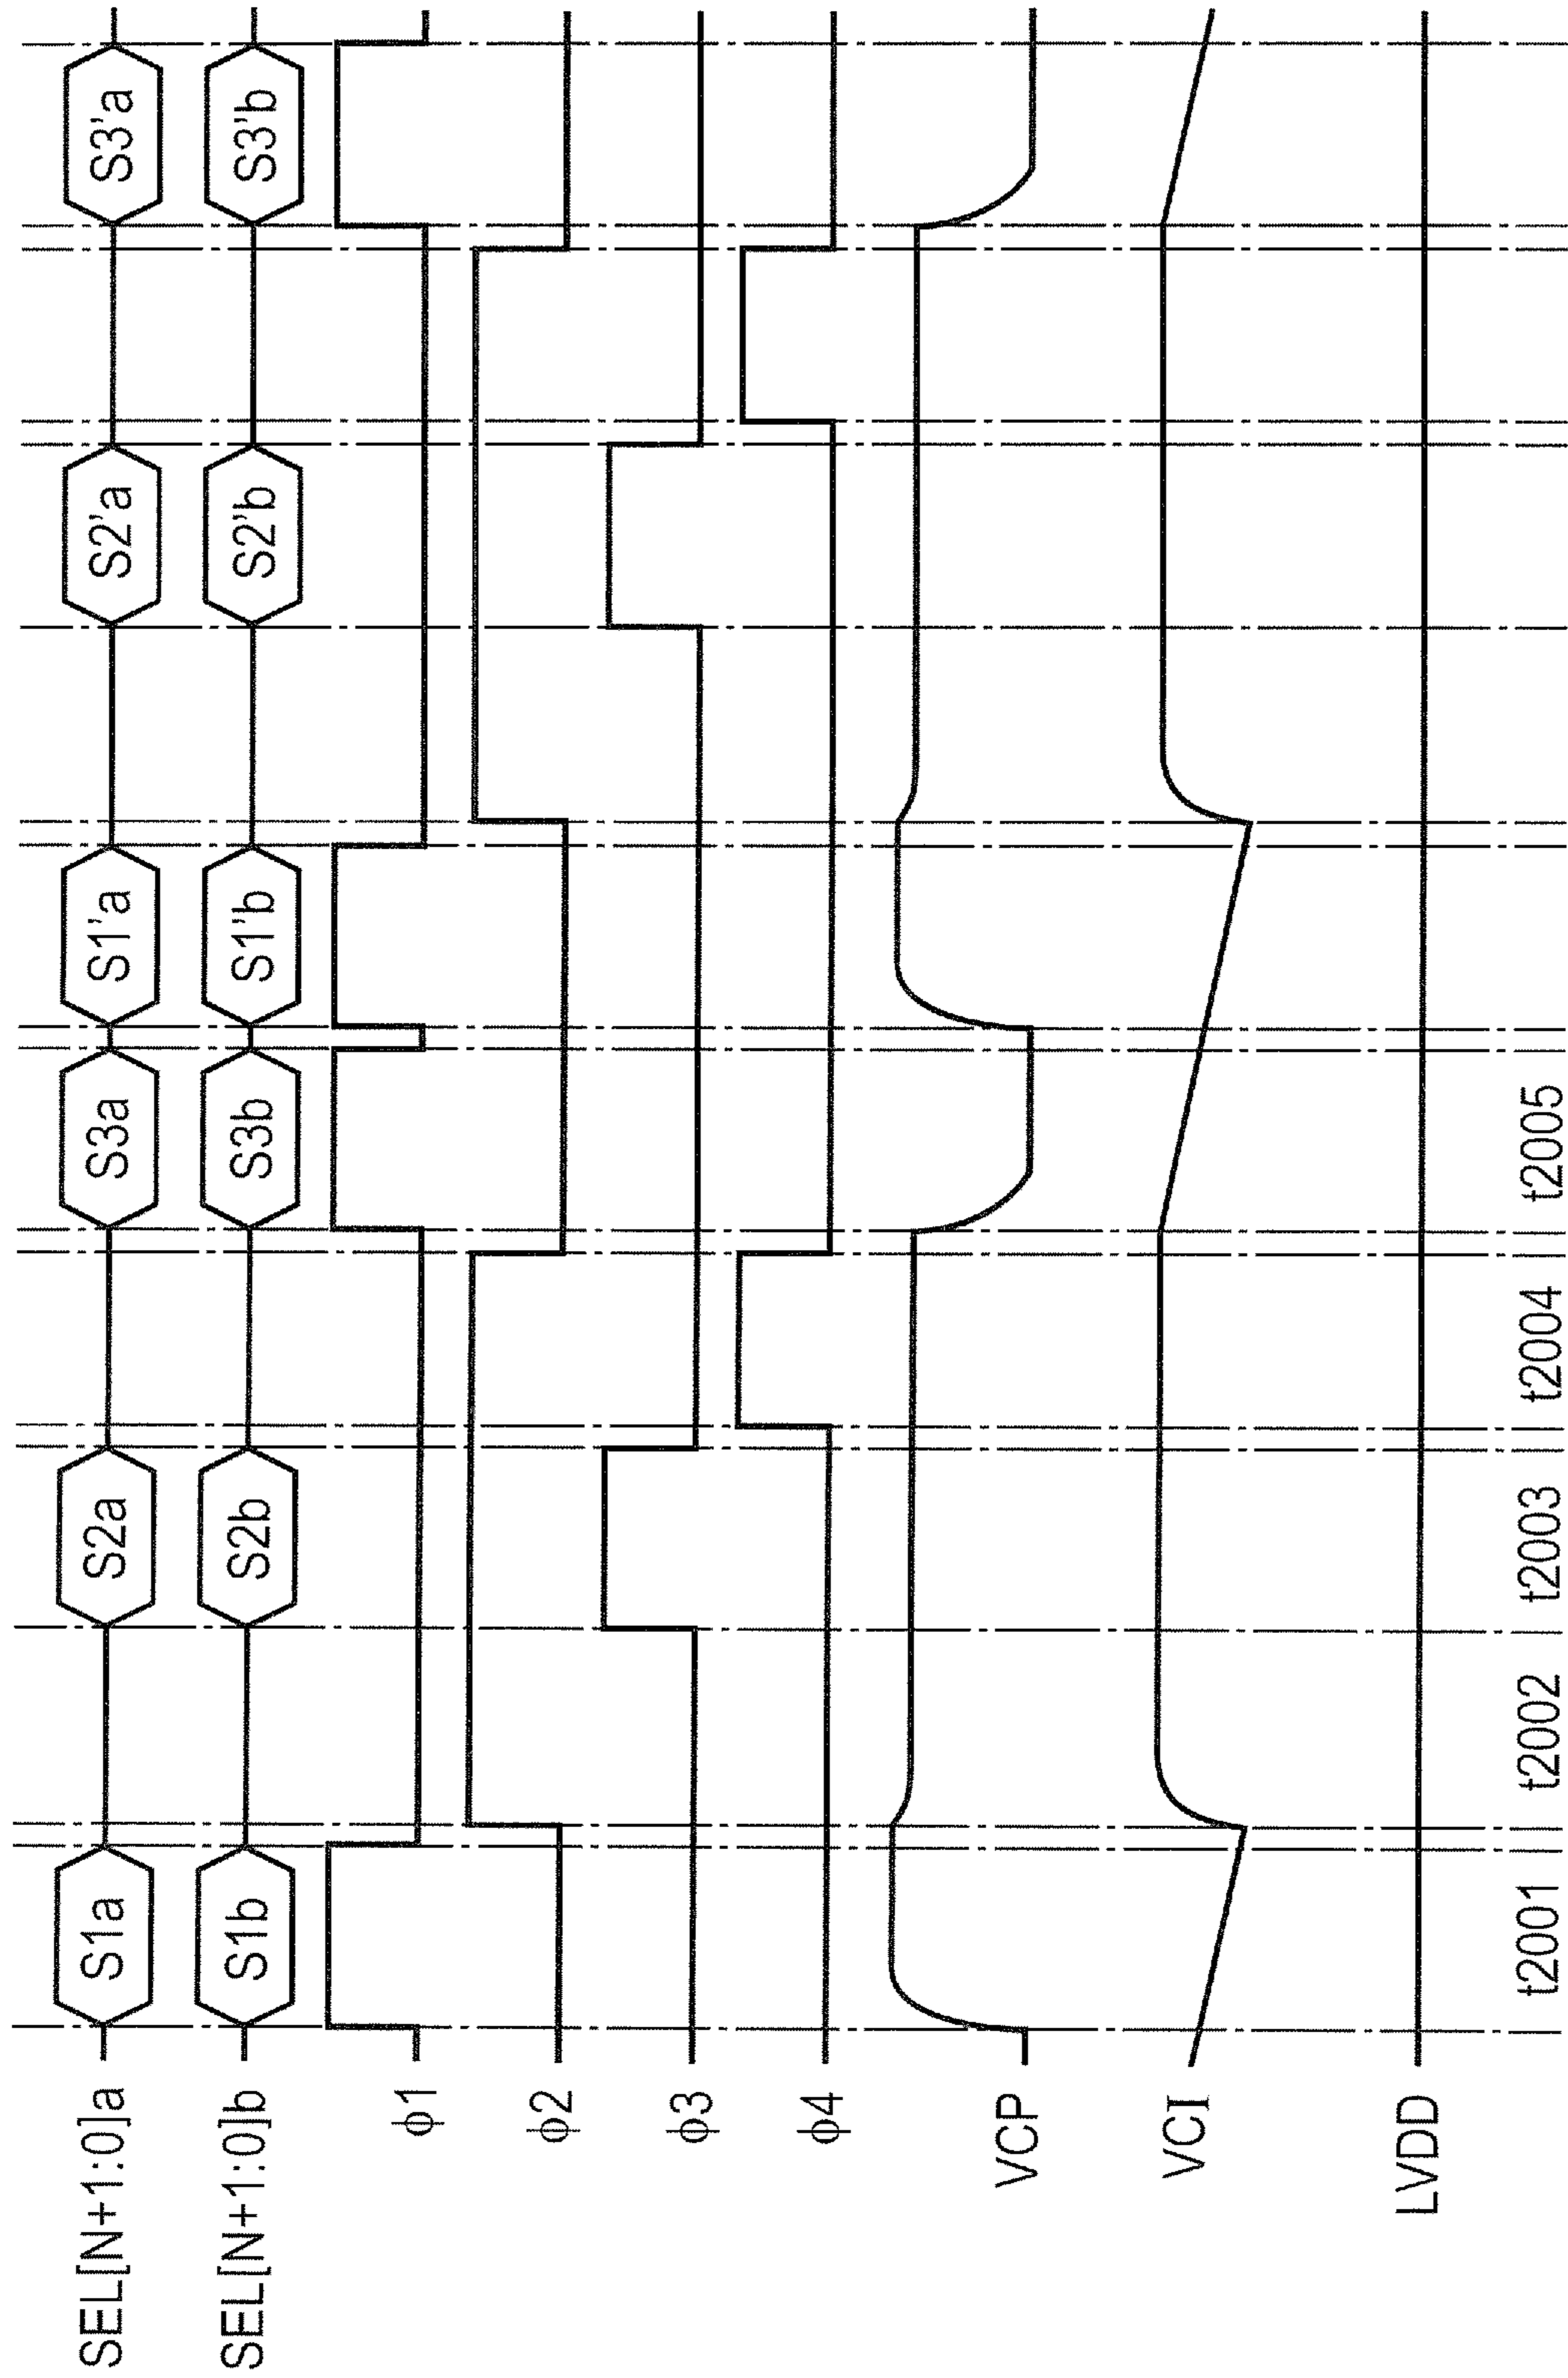 SEL[N+1:0]a
S1a
S2a
S3a
S1'a
S2'a
S3'a
SEL[N+1:0]b
S1b
S2b
S3b
S1'b
S2'b
S3'b
ϕ1
ϕ2
ϕ3
ϕ4
VCP
VCI
LVDD
t2001
t2002
t2003
t2004
t2005